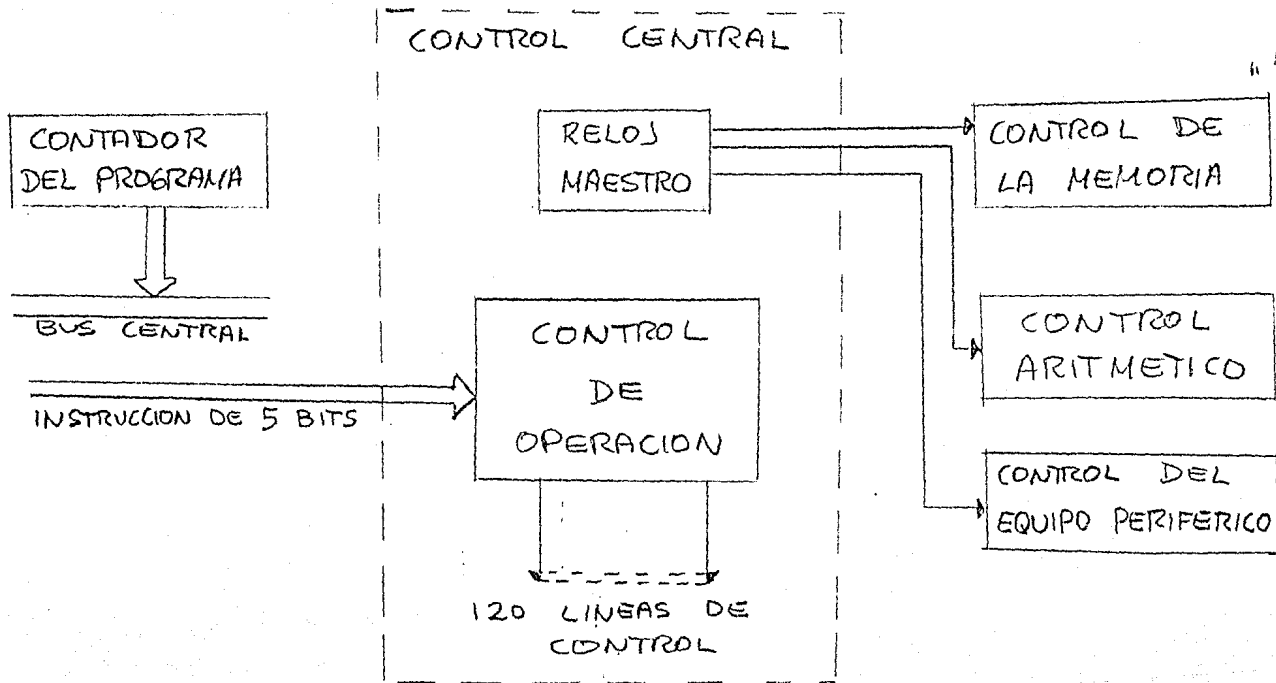 CONTROL CENTRAL
CONTADOR
DEL PROGRAMA
RELOJ
MAESTRO
CONTROL DE
LA MEMORIA
BUS CENTRAL
INSTRUCCION DE 5 BITS
CONTROL
DE
OPERACION
CONTROL
ARITMETICO
CONTROL DEL
EQUIPO PERIFERICO
120 LINEAS DE
CONTROL